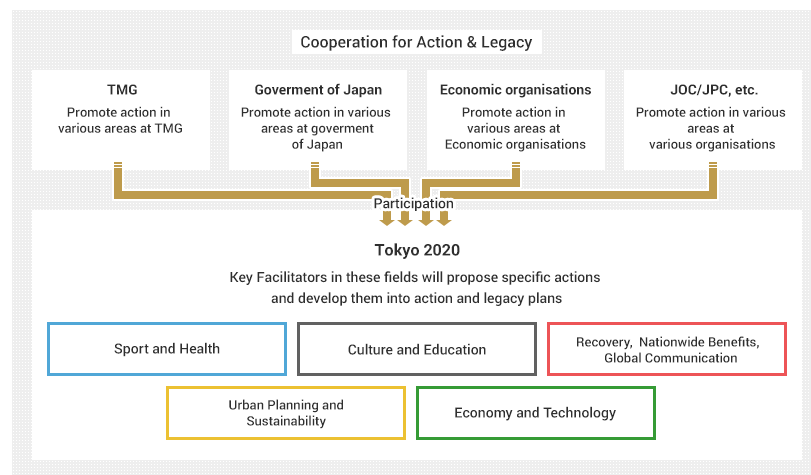 Cooperation for Action & Legacy
TMG
Promote action in
various areas at TMG
Goverment of Japan
Promote action in various
areas at goverment
of Japan
Economic organisations
Promote action in
various areas at
Economic organisations
JOC/JPC, etc.
Promote action in various
areas at
various organisations
Participation
Tokyo 2020
Key Facilitators in these fields will propose specific actions
and develop them into action and legacy plans
Sport and Health
Culture and Education
Recovery, Nationwide Benefits,
Global Communication
Urban Planning and
Sustainability
Economy and Technology